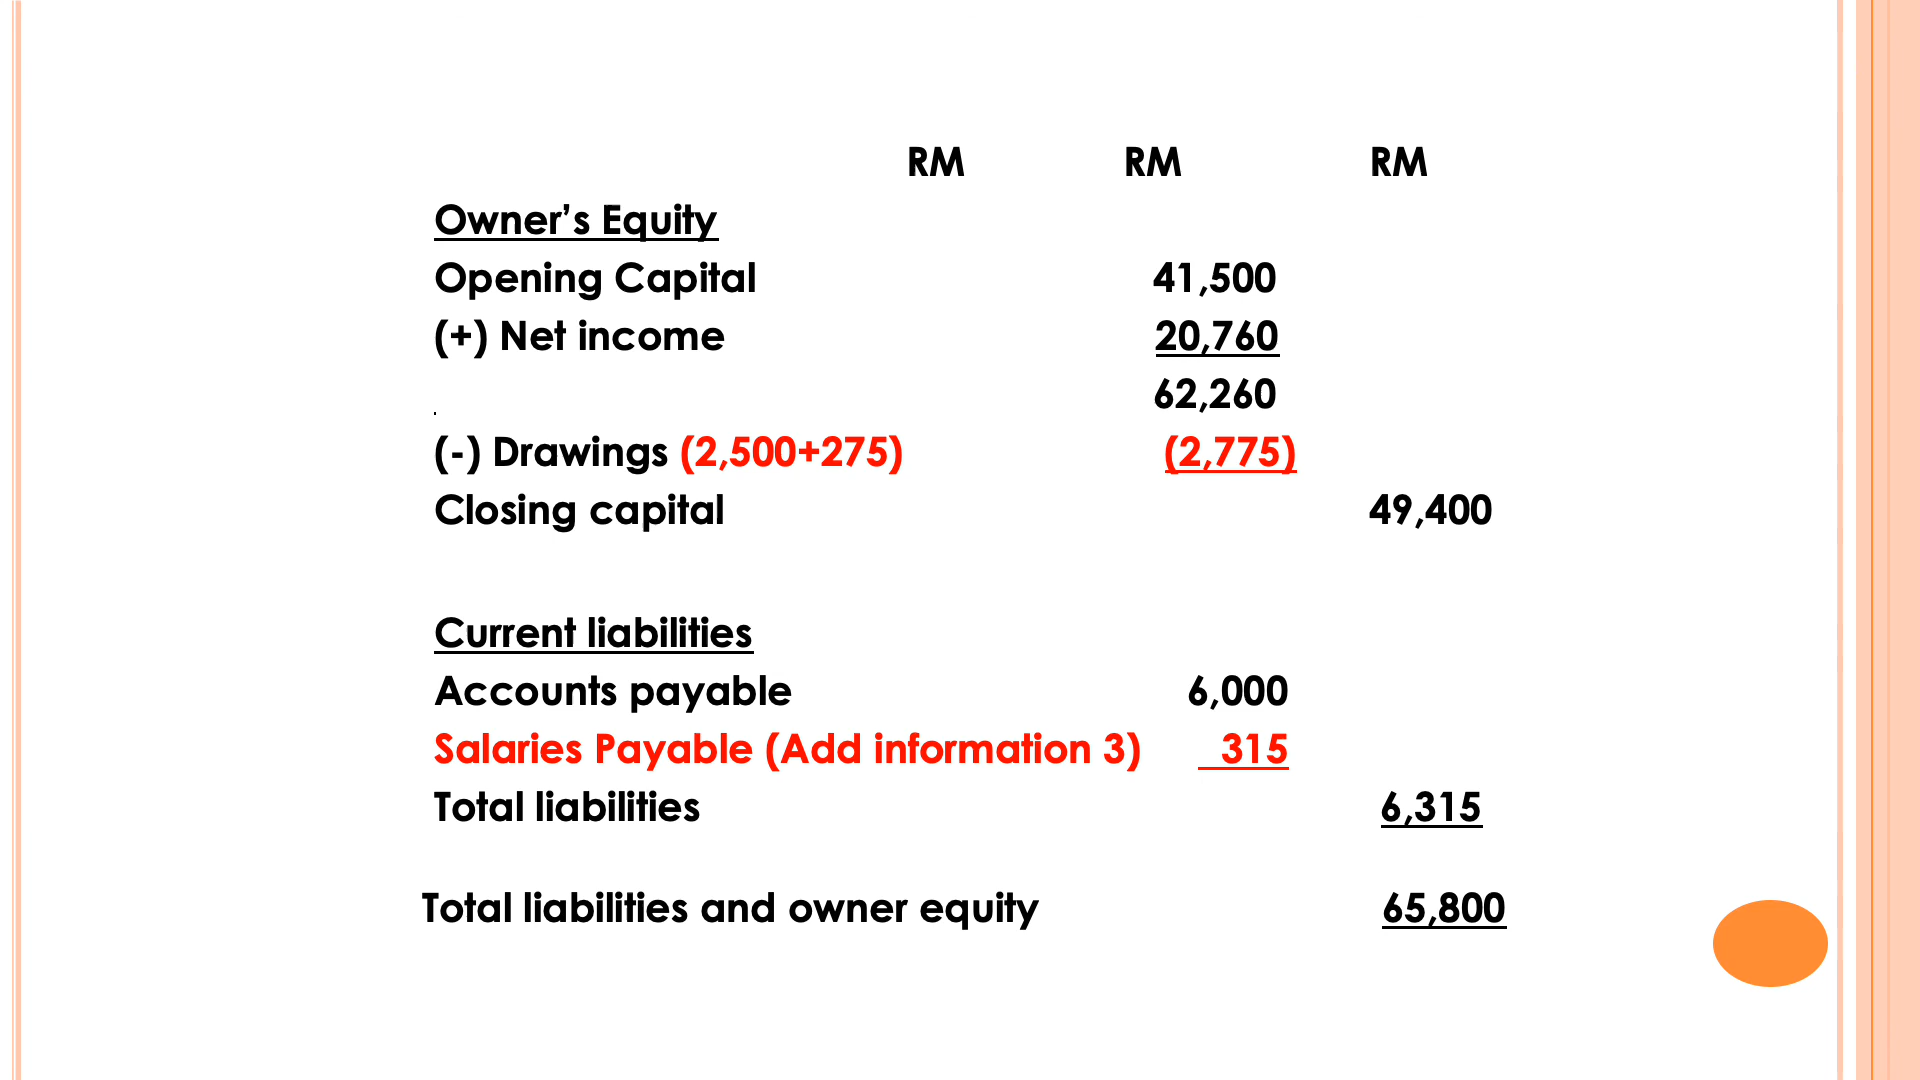 RM RM RM
Owner’s Equity
Opening Capital 41,500
(+) Net income 20,760
62,260
(-) Drawings (2,500+275) (2,775)
Closing capital 49,400
Current liabilities
Accounts payable 6,000
Salaries Payable (Add information 3) 315
Total liabilities 6,315
Total liabilities and owner equity 65,800